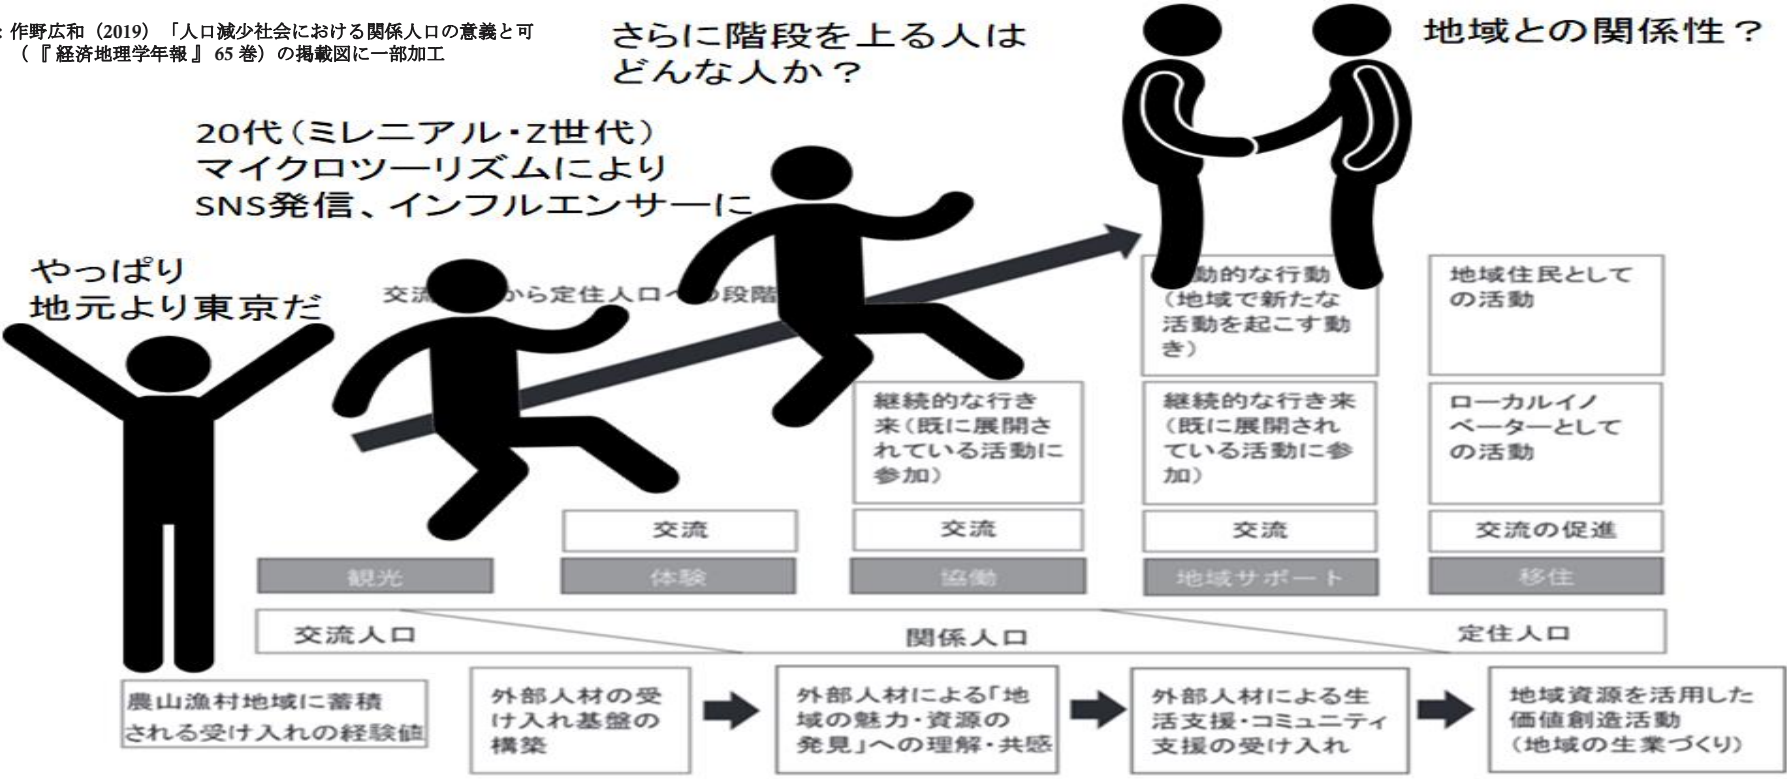 : 作野広和（2019）「人口減少社会における関係人口の意義と可
（『 経済地理学年報 』 65 巻）の掲載図に一部加工
さらに階段を上る人は
どんな人か？
地域との関係性？
20代（ミレニアル・Z世代）
マイクロツーリズムにより
SNS発信、インフルエンサーに
やっぱり
地元より東京だ
交流 から定住人口へ の段階
動的な行動
（地域で新たな
活動を起こす動
き）
地域住民として
の活動
継続的な行き
来（既に展開さ
れている活動に
参加）
継続的な行き来
（既に展開され
ている活動に参
加）
ローカルイノ
ベーターとして
の活動
交流
交流
交流
交流の促進
観光
体験
協働
地域サポート
移住
交流人口
関係人口
定住人口
農山漁村地域に蓄積
される受け入れの経験値
外部人材の受
け入れ基盤の
構築
外部人材による「地
域の魅力・資源の
発見」への理解・共感
外部人材による生
活支援・コミュニティ
支援の受け入れ
地域資源を活用した
価値創造活動
（地域の生業づくり）